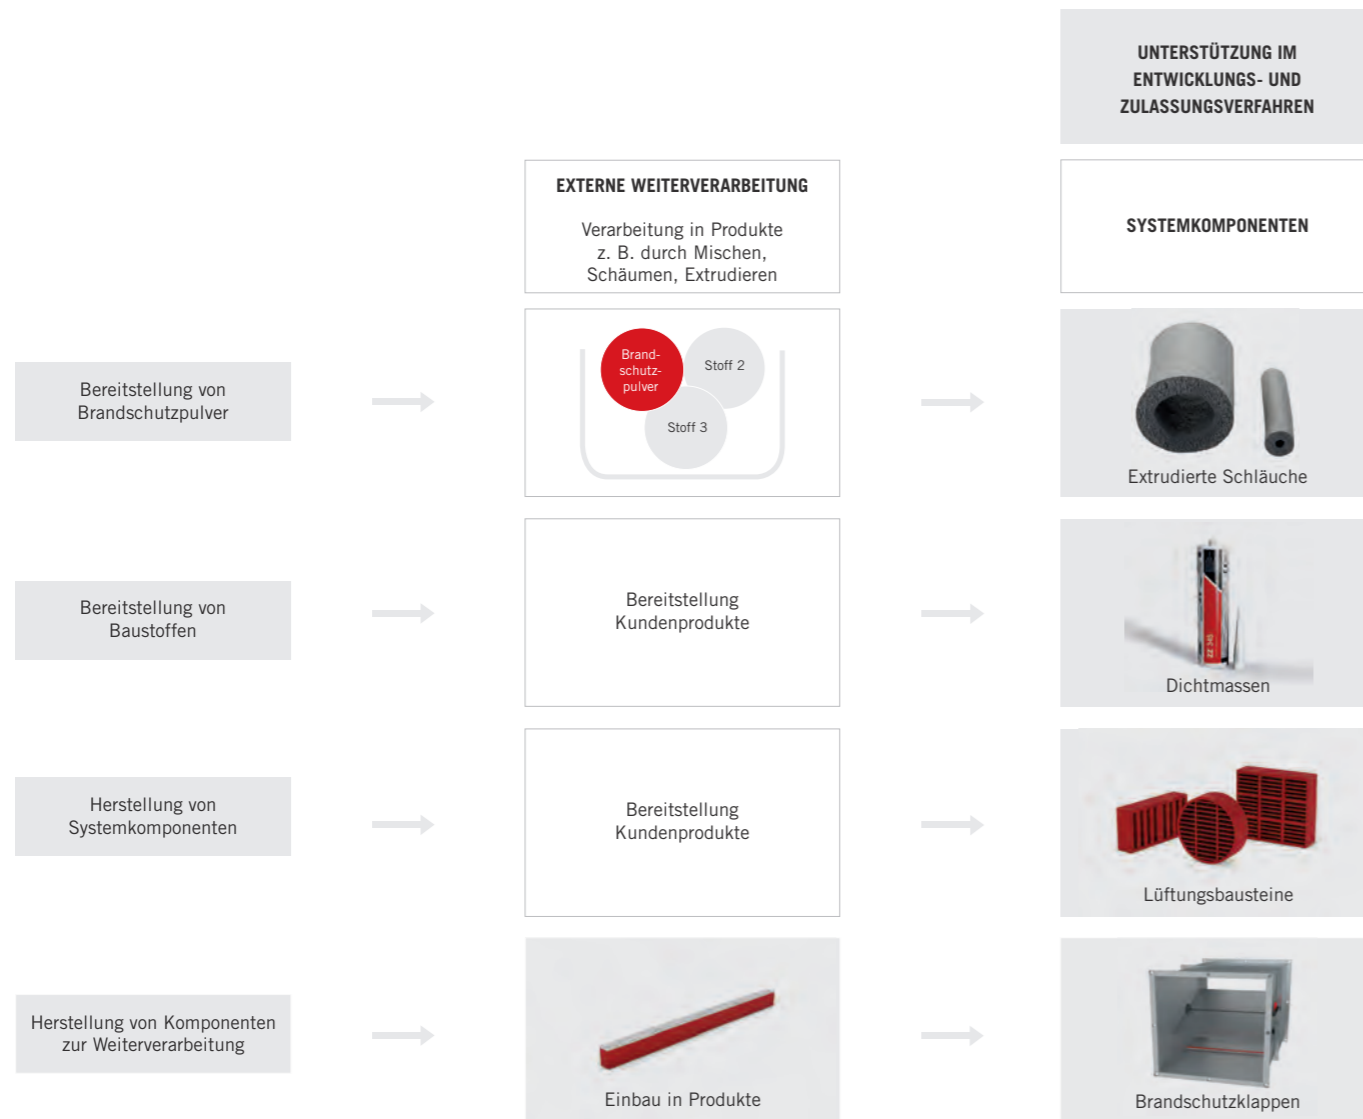 UNTERSTÜTZUNG IM
ENTWICKLUNGS- UND
ZULASSUNGSVERFAHREN
EXTERNE WEITERVERARBEITUNG
Verarbeitung in Produkte
z. B. durch Mischen,
Schäumen, Extrudieren
SYSTEMKOMPONENTEN
Bereitstellung von
Brandschutzpulver
Brand-
schutz-
pulver
Stoff 2
Stoff 3
Extrudierte Schläuche
Bereitstellung von
Baustoffen
Bereitstellung
Kundenprodukte
ZZ 345
Dichtmassen
Herstellung von
Systemkomponenten
Bereitstellung
Kundenprodukte
Lüftungsbausteine
Herstellung von Komponenten
zur Weiterverarbeitung
Einbau in Produkte
Brandschutzklappen